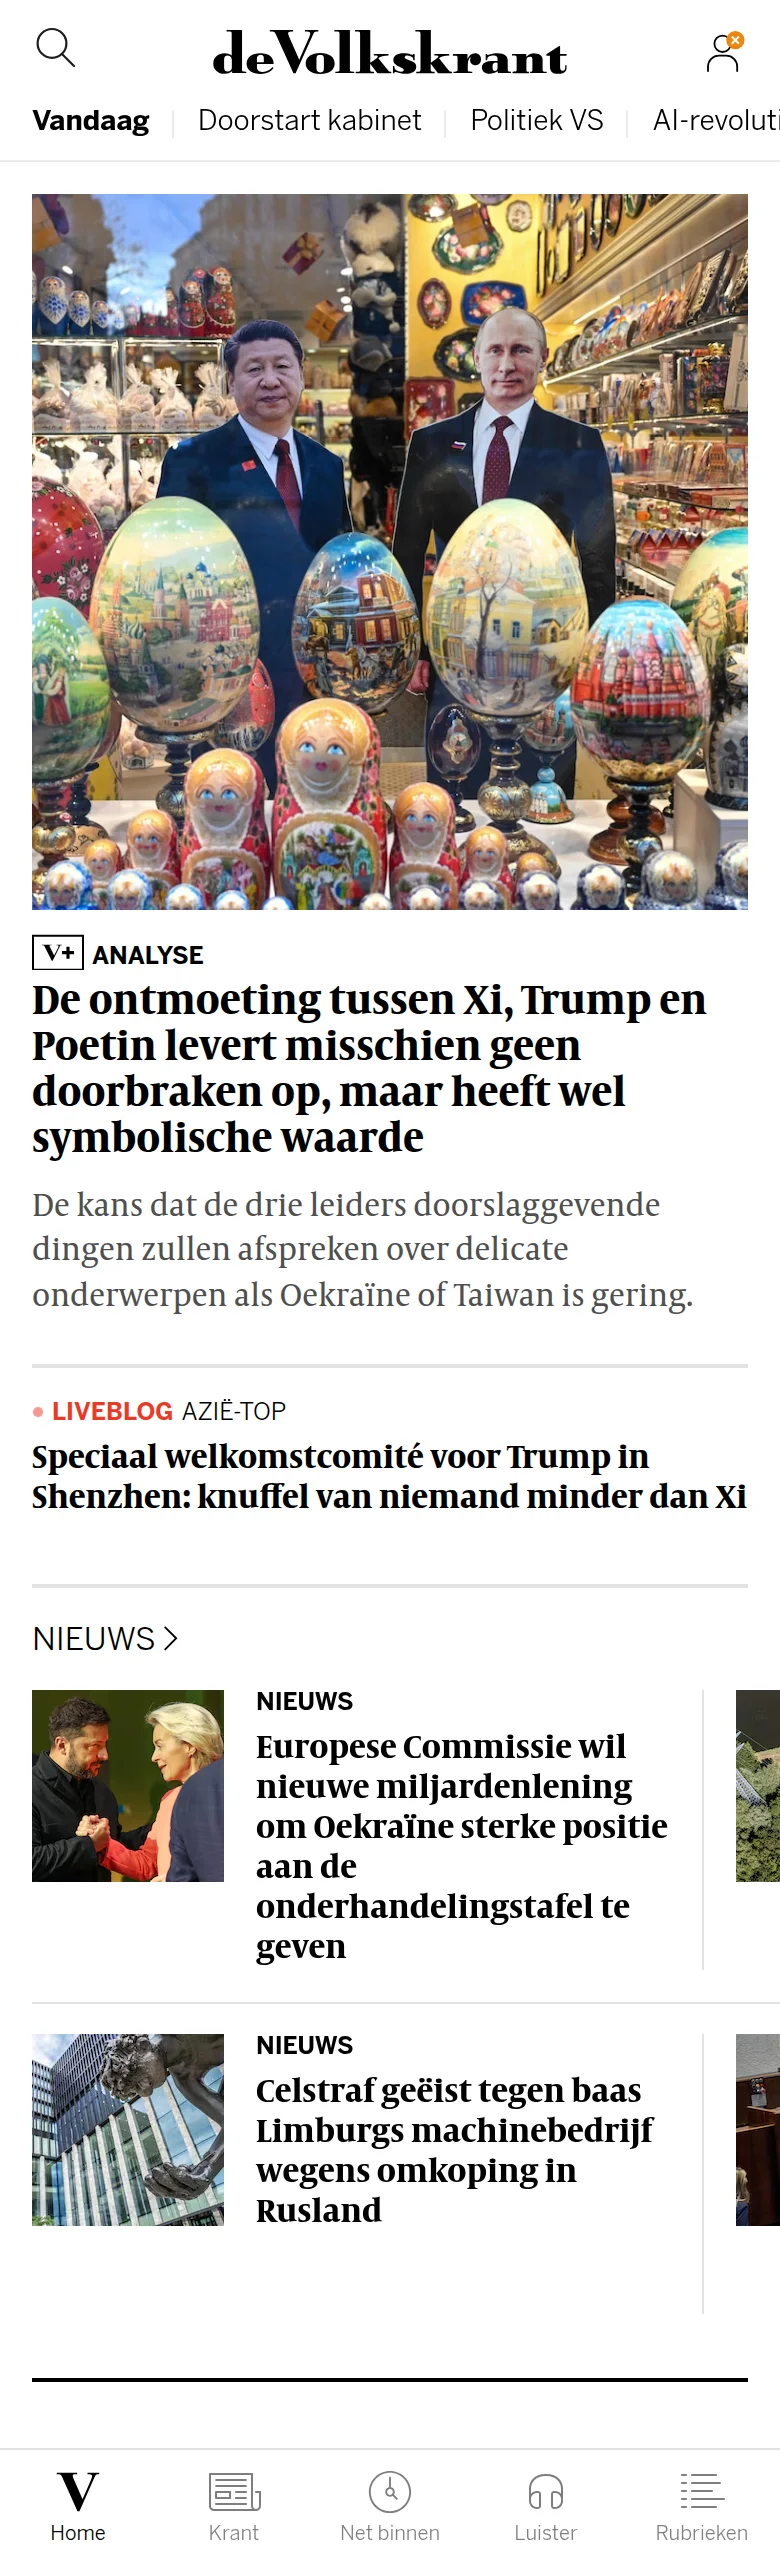 deVolkskrant
Vandaag
Doorstart kabinet
Politiek VS
AI-revoluti
V+ ANALYSE
De ontmoeting tussen Xi, Trump en
Poetin levert misschien geen
doorbraken op, maar heeft wel
symbolische waarde
De kans dat de drie leiders doorslaggevende
dingen zullen afspreken over delicate
onderwerpen als Oekraïne of Taiwan is gering.
LIVEBLOG AZIË-TOP
Speciaal welkomstcomité voor Trump in
Shenzhen: knuffel van niemand minder dan Xi
NIEUWS
NIEUWS
Europese Commissie wil
nieuwe miljardenlening
om Oekraïne sterke positie
aan de
onderhandelingstafel te
geven
NIEUWS
Celstraf geëist tegen baas
Limburgs machinebedrijf
wegens omkoping in
Rusland
V
Home
Krant
Net binnen
Luister
Rubrieken